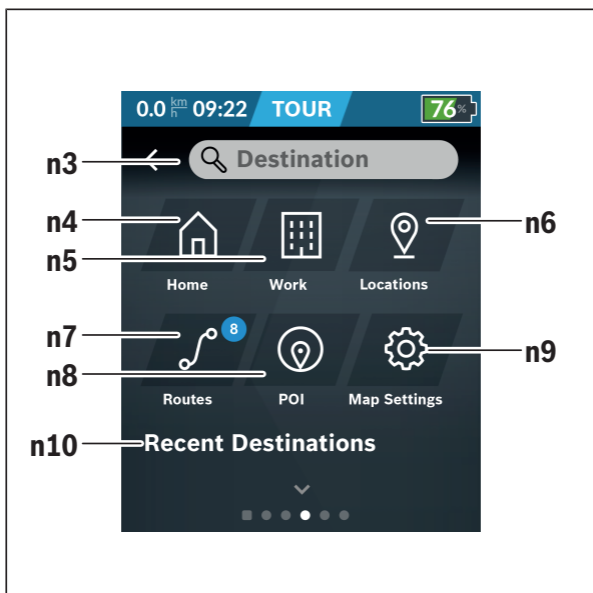 0.0 km/h 09:22 TOUR 76%
n3 Destination
n4
n5
n6
Home Work Locations
n7 8
n8
n9
Routes POI Map Settings
n10 Recent Destinations